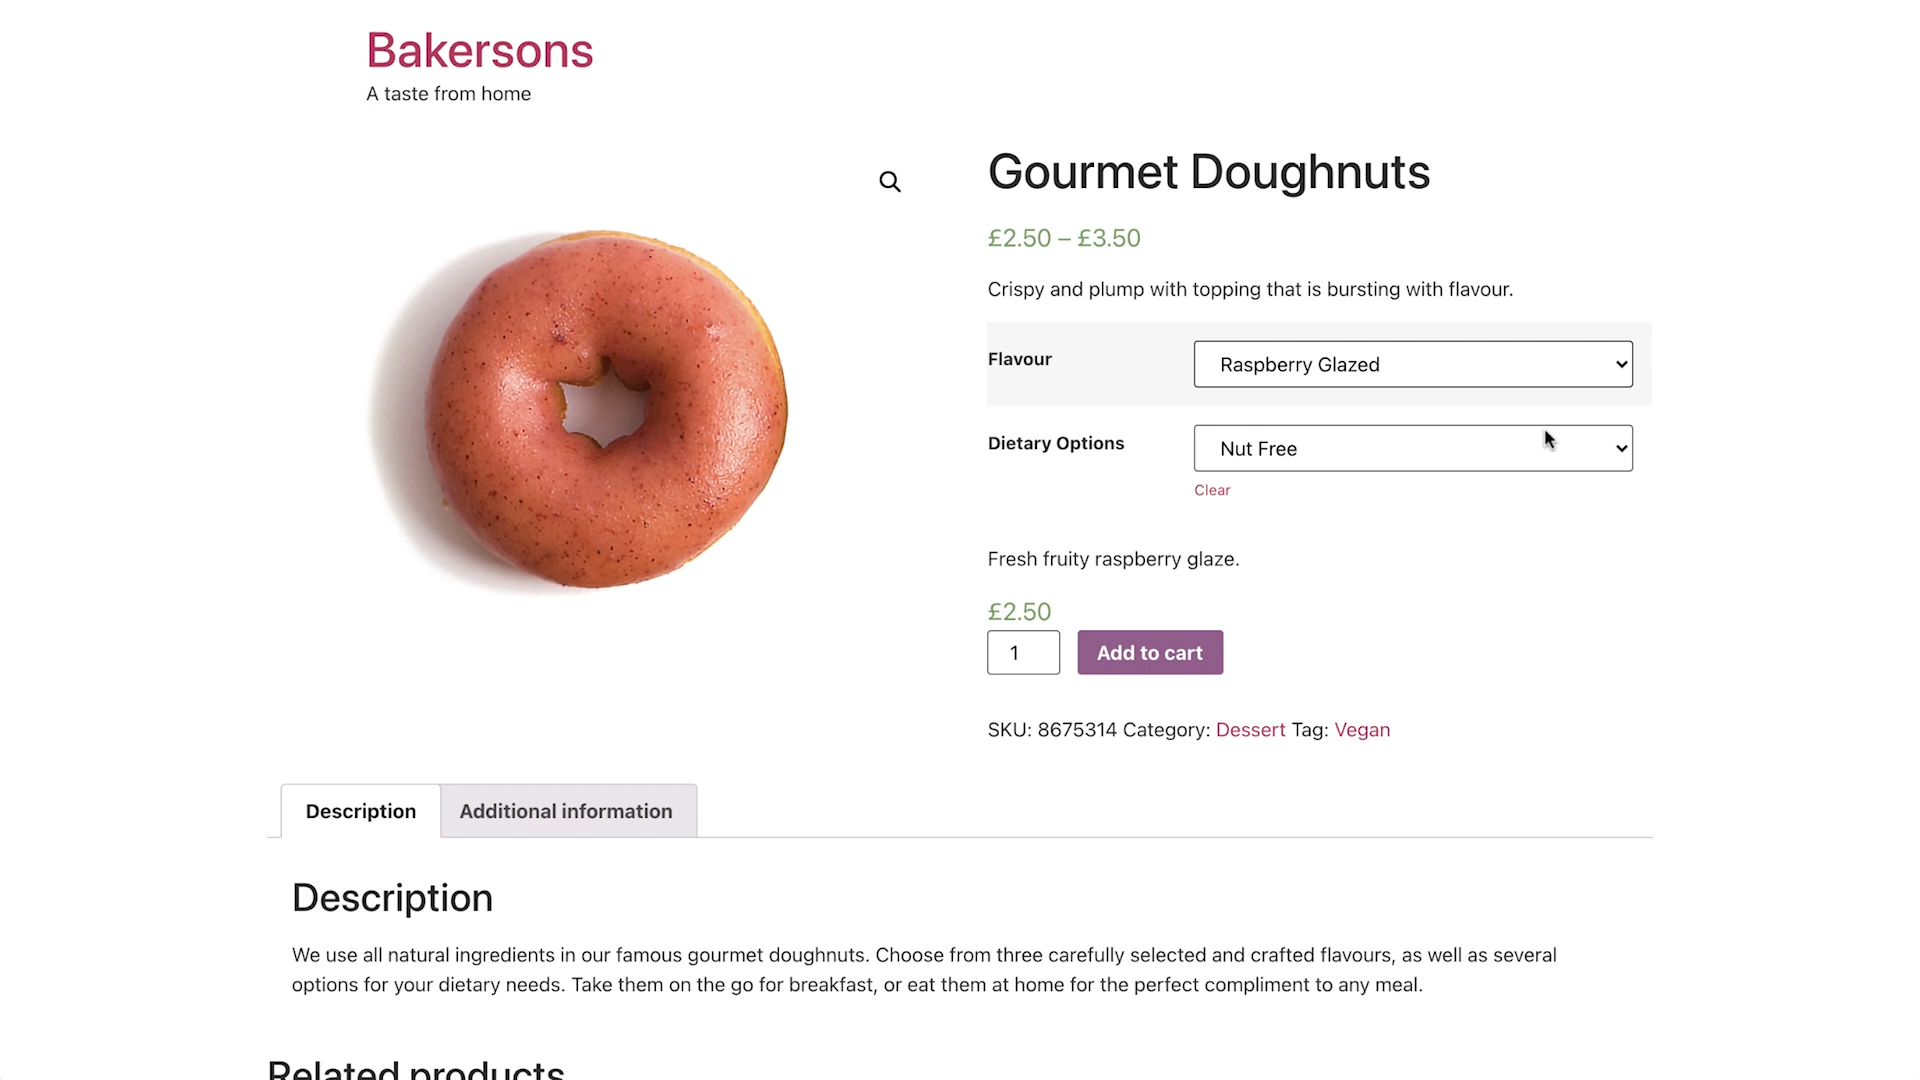 Bakersons
A taste from home
Gourmet Doughnuts
£2.50 – £3.50
Crispy and plump with topping that is bursting with flavour.
Flavour
Raspberry Glazed
Dietary Options
Nut Free
Clear
Fresh fruity raspberry glaze.
£2.50
1
Add to cart
SKU: 8675314 Category: Dessert Tag: Vegan
Description
Additional information
Description
We use all natural ingredients in our famous gourmet doughnuts. Choose from three carefully selected and crafted flavours, as well as several
options for your dietary needs. Take them on the go for breakfast, or eat them at home for the perfect compliment to any meal.
Related products